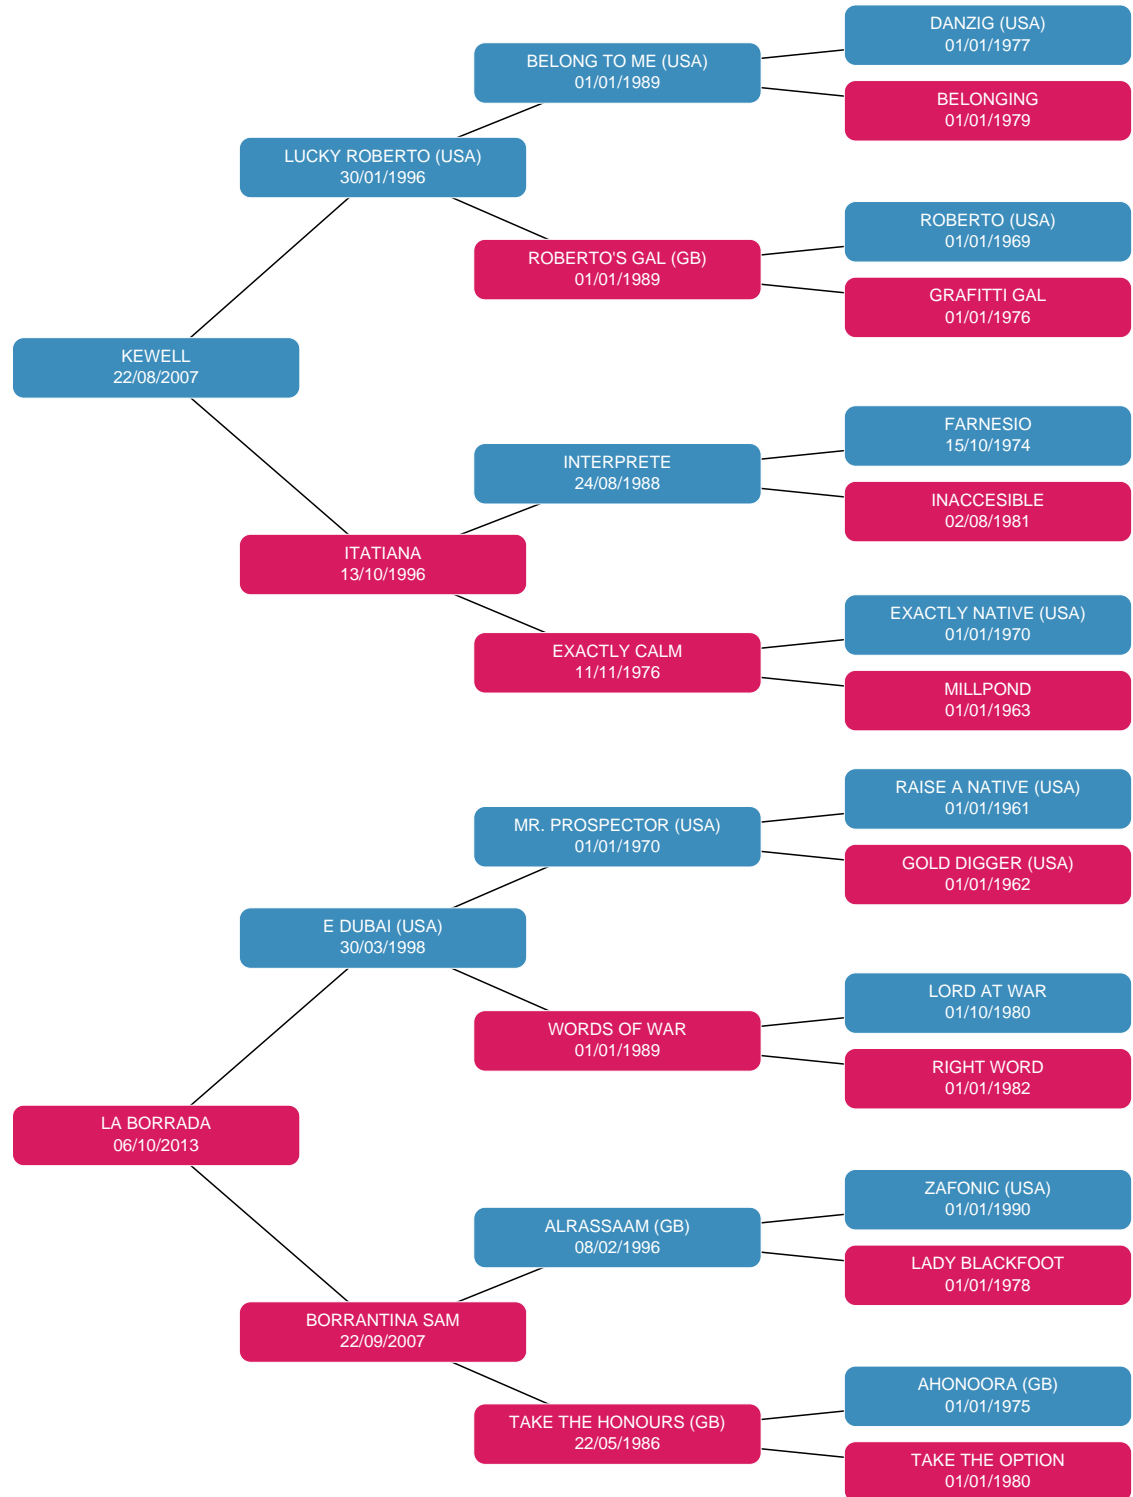 DANZIG (USA)
01/01/1977
BELONG TO ME (USA)
01/01/1989
BELONGING
01/01/1979
LUCKY ROBERTO (USA)
30/01/1996
ROBERTO (USA)
01/01/1969
ROBERTO'S GAL (GB)
01/01/1989
GRAFITTI GAL
01/01/1976
KEWELL
22/08/2007
FARNESIO
15/10/1974
INTERPRETE
24/08/1988
INACCESIBLE
02/08/1981
ITATIANA
13/10/1996
EXACTLY NATIVE (USA)
01/01/1970
EXACTLY CALM
11/11/1976
MILLPOND
01/01/1963
RAISE A NATIVE (USA)
01/01/1961
MR. PROSPECTOR (USA)
01/01/1970
GOLD DIGGER (USA)
01/01/1962
E DUBAI (USA)
30/03/1998
LORD AT WAR
01/10/1980
WORDS OF WAR
01/01/1989
RIGHT WORD
01/01/1982
LA BORRADA
06/10/2013
ZAFONIC (USA)
01/01/1990
ALRASSAAM (GB)
08/02/1996
LADY BLACKFOOT
01/01/1978
BORRANTINA SAM
22/09/2007
AHONOORA (GB)
01/01/1975
TAKE THE HONOURS (GB)
22/05/1986
TAKE THE OPTION
01/01/1980